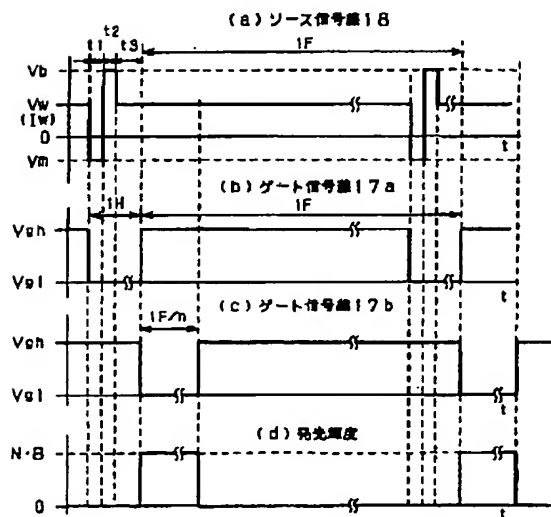 (a) ソース信号線18
t1 t2 t3 1F
Vb
Vw
(Iw)
0
Vm
t
(b) ゲート信号線17a
1H 1F
Vgh
Vgl
t
(c) ゲート信号線17b
1F/n
Vgh
Vgl
t
(d) 発光輝度
N・B
0
t